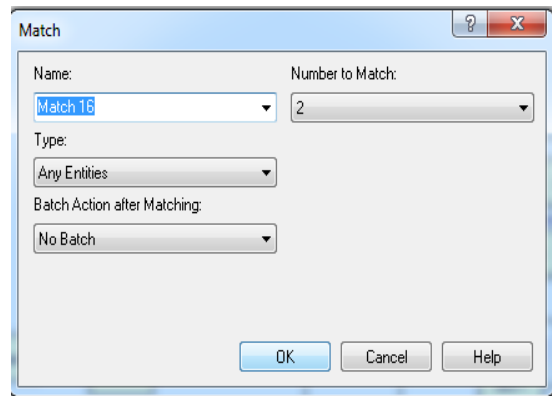 Match
?
X
Name:
Number to Match:
Match 16
2
Type:
Any Entities
Batch Action after Matching:
No Batch
OK
Cancel
Help